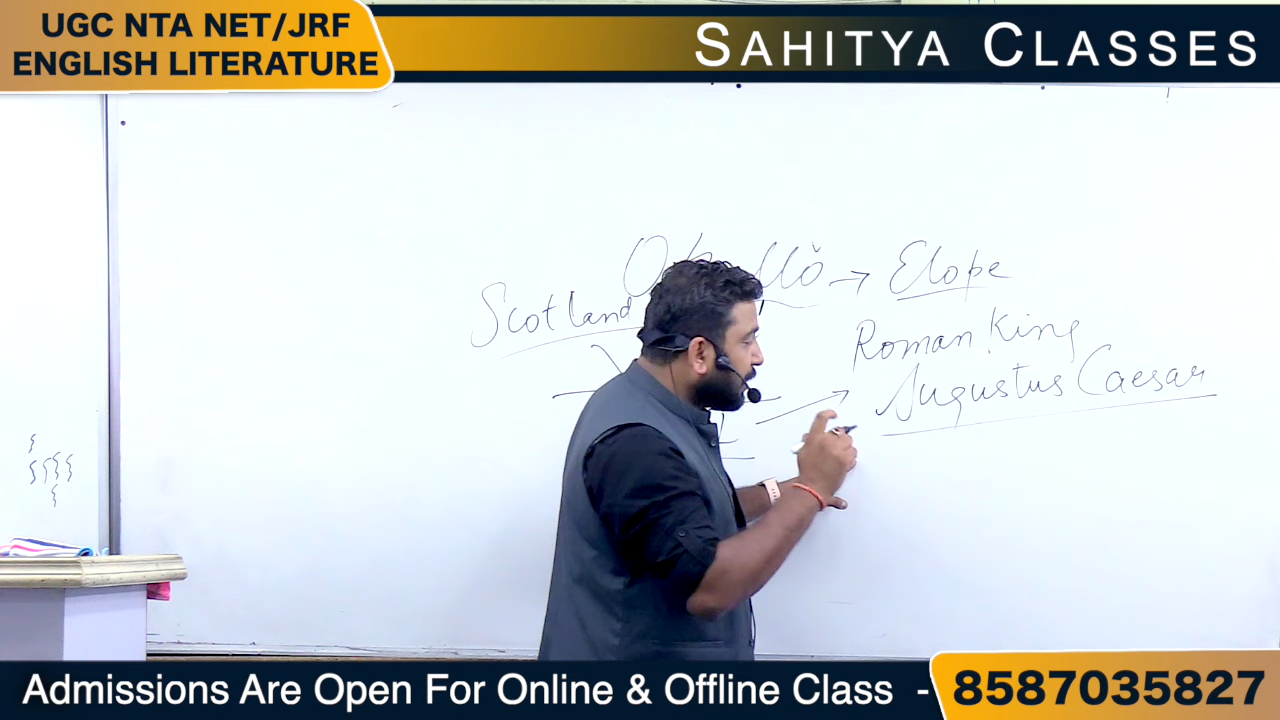 UGC NTA NET/JRF
ENGLISH LITERATURE
SAHITYA CLASSES
→ Elope
Scotland
Roman King
Augustus Caesar
Admissions Are Open For Online & Offline Class - 8587035827